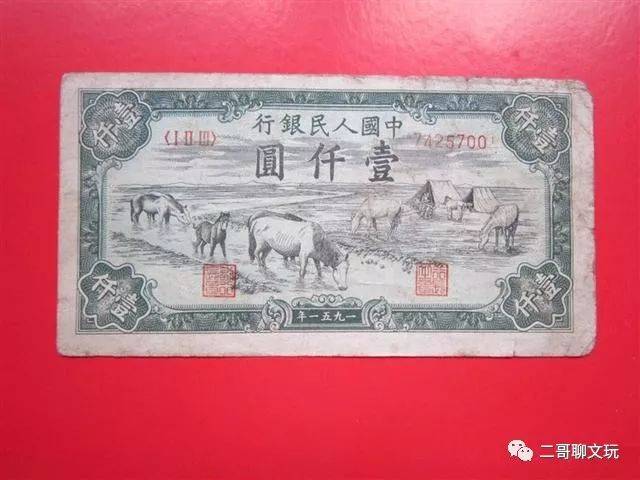 壹仟
壹仟
中國人民銀行
〈I II III〉
7425700
壹仟圓
壹仟
壹仟
一九五一年
二哥聊文玩